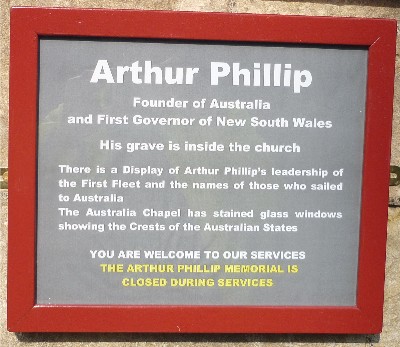 Arthur Phillip
Founder of Australia
and First Governor of New South Wales
His grave is inside the church
There is a Display of Arthur Phillip's leadership of
the First Fleet and the names of those who sailed
to Australia
The Australia Chapel has stained glass windows
showing the Crests of the Australian States
YOU ARE WELCOME TO OUR SERVICES
THE ARTHUR PHILLIP MEMORIAL IS
CLOSED DURING SERVICES